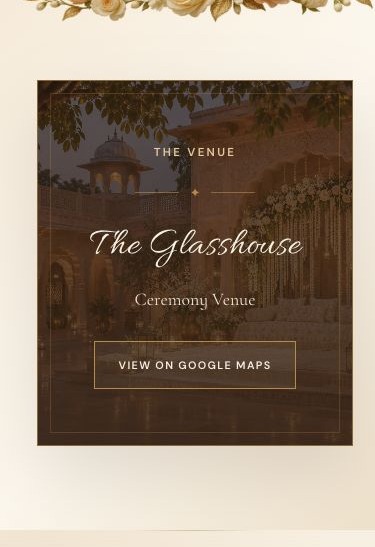 THE VENUE
The Glasshouse
Ceremony Venue
VIEW ON GOOGLE MAPS